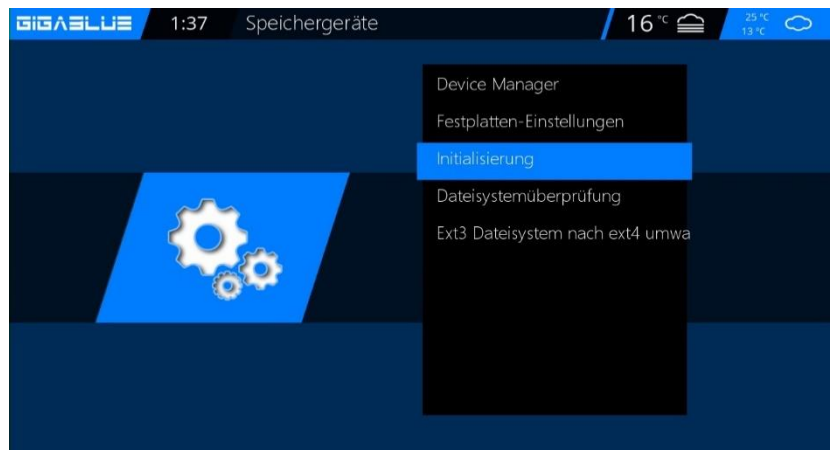 GIGABLUE 1:37 Speichergeräte 16 °C 25 °C
13 °C
Device Manager
Festplatten-Einstellungen
Initialisierung
Dateisystemüberprüfung
Ext3 Dateisystem nach ext4 umwa